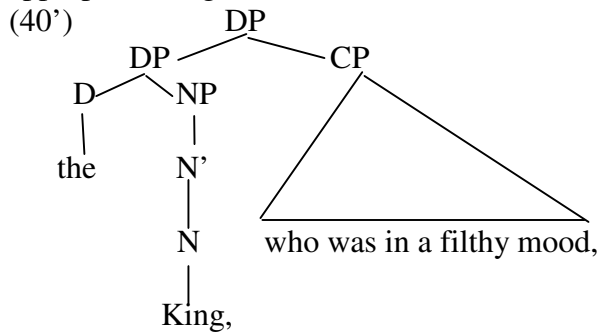 (40’) DP
DP CP
D NP
the N’
N who was in a filthy mood,
King,